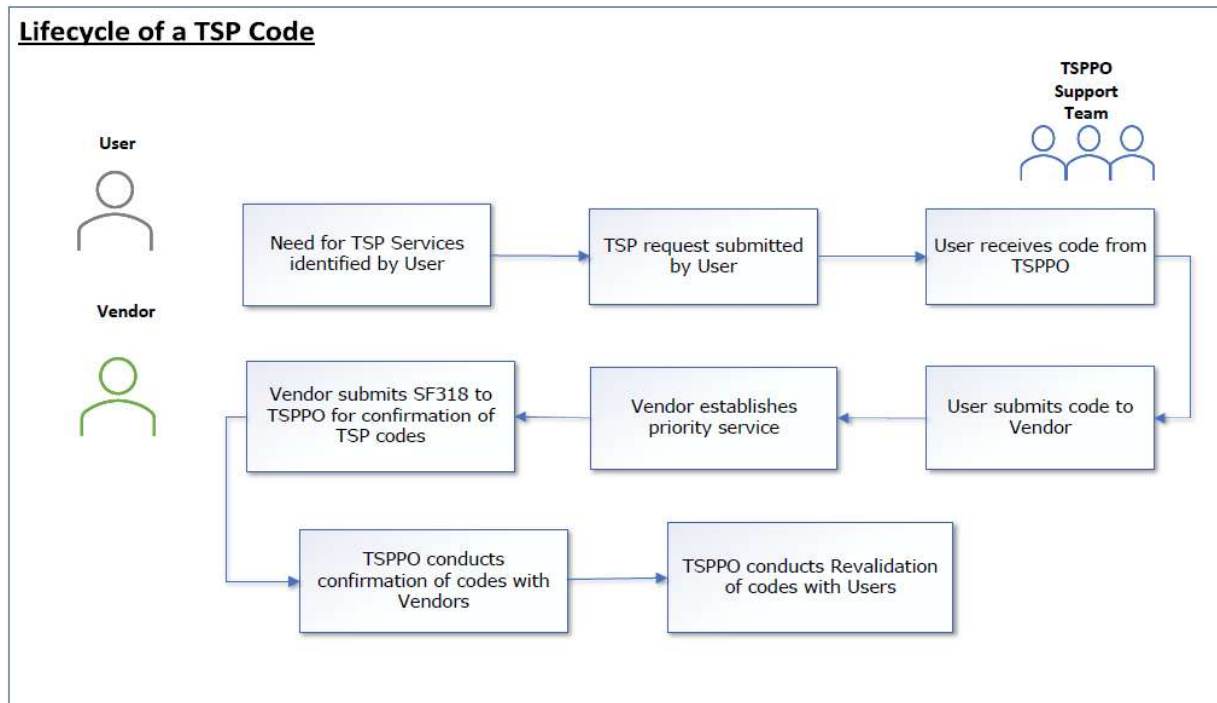 Lifecycle of a TSP Code
TSPPO
Support
Team
User
Need for TSP Services
identified by User
TSP request submitted
by User
User receives code from
TSPPO
Vendor
Vendor submits SF318 to
TSPPO for confirmation of
TSP codes
Vendor establishes
priority service
User submits code to
Vendor
TSPPO conducts
confirmation of codes with
Vendors
TSPPO conducts Revalidation
of codes with Users